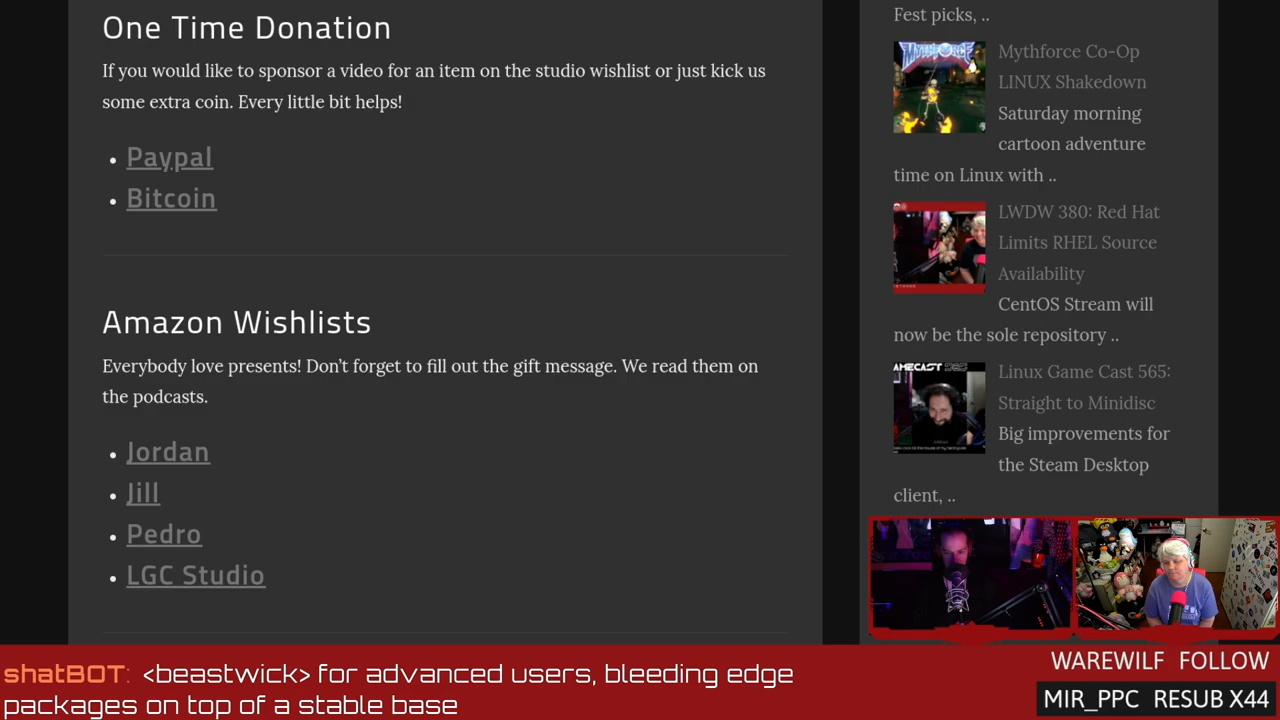 One Time Donation
If you would like to sponsor a video for an item on the studio wishlist or just kick us
some extra coin. Every little bit helps!
Paypal
Bitcoin
Amazon Wishlists
Everybody love presents! Don't forget to fill out the gift message. We read them on
the podcasts.
Jordan
Jill
Pedro
LGC Studio
Fest picks, ..
MYTHFORCE
Mythforce Co-Op
LINUX Shakedown
Saturday morning
cartoon adventure
time on Linux with ..
LWDW 380: Red Hat
Limits RHEL Source
Availability
CentOS Stream will
now be the sole repository ..
Linux Game Cast 565:
Straight to Minidisc
Big improvements for
the Steam Desktop
client, ..
shatBOT: <beastwick> for advanced users, bleeding edge
packages on top of a stable base
WAREWILF FOLLOW
MIR_PPC RESUB X44